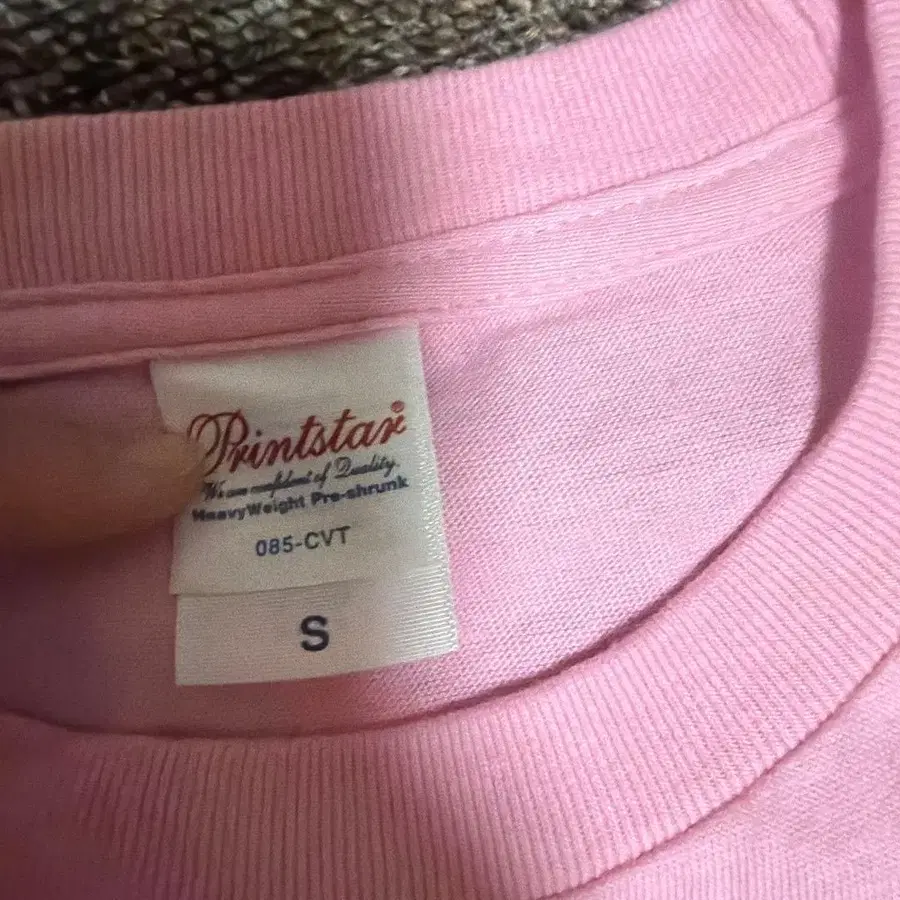 Printstar®
We are confident of Quality.
HeavyWeight Pre-shrunk
085-CVT
S